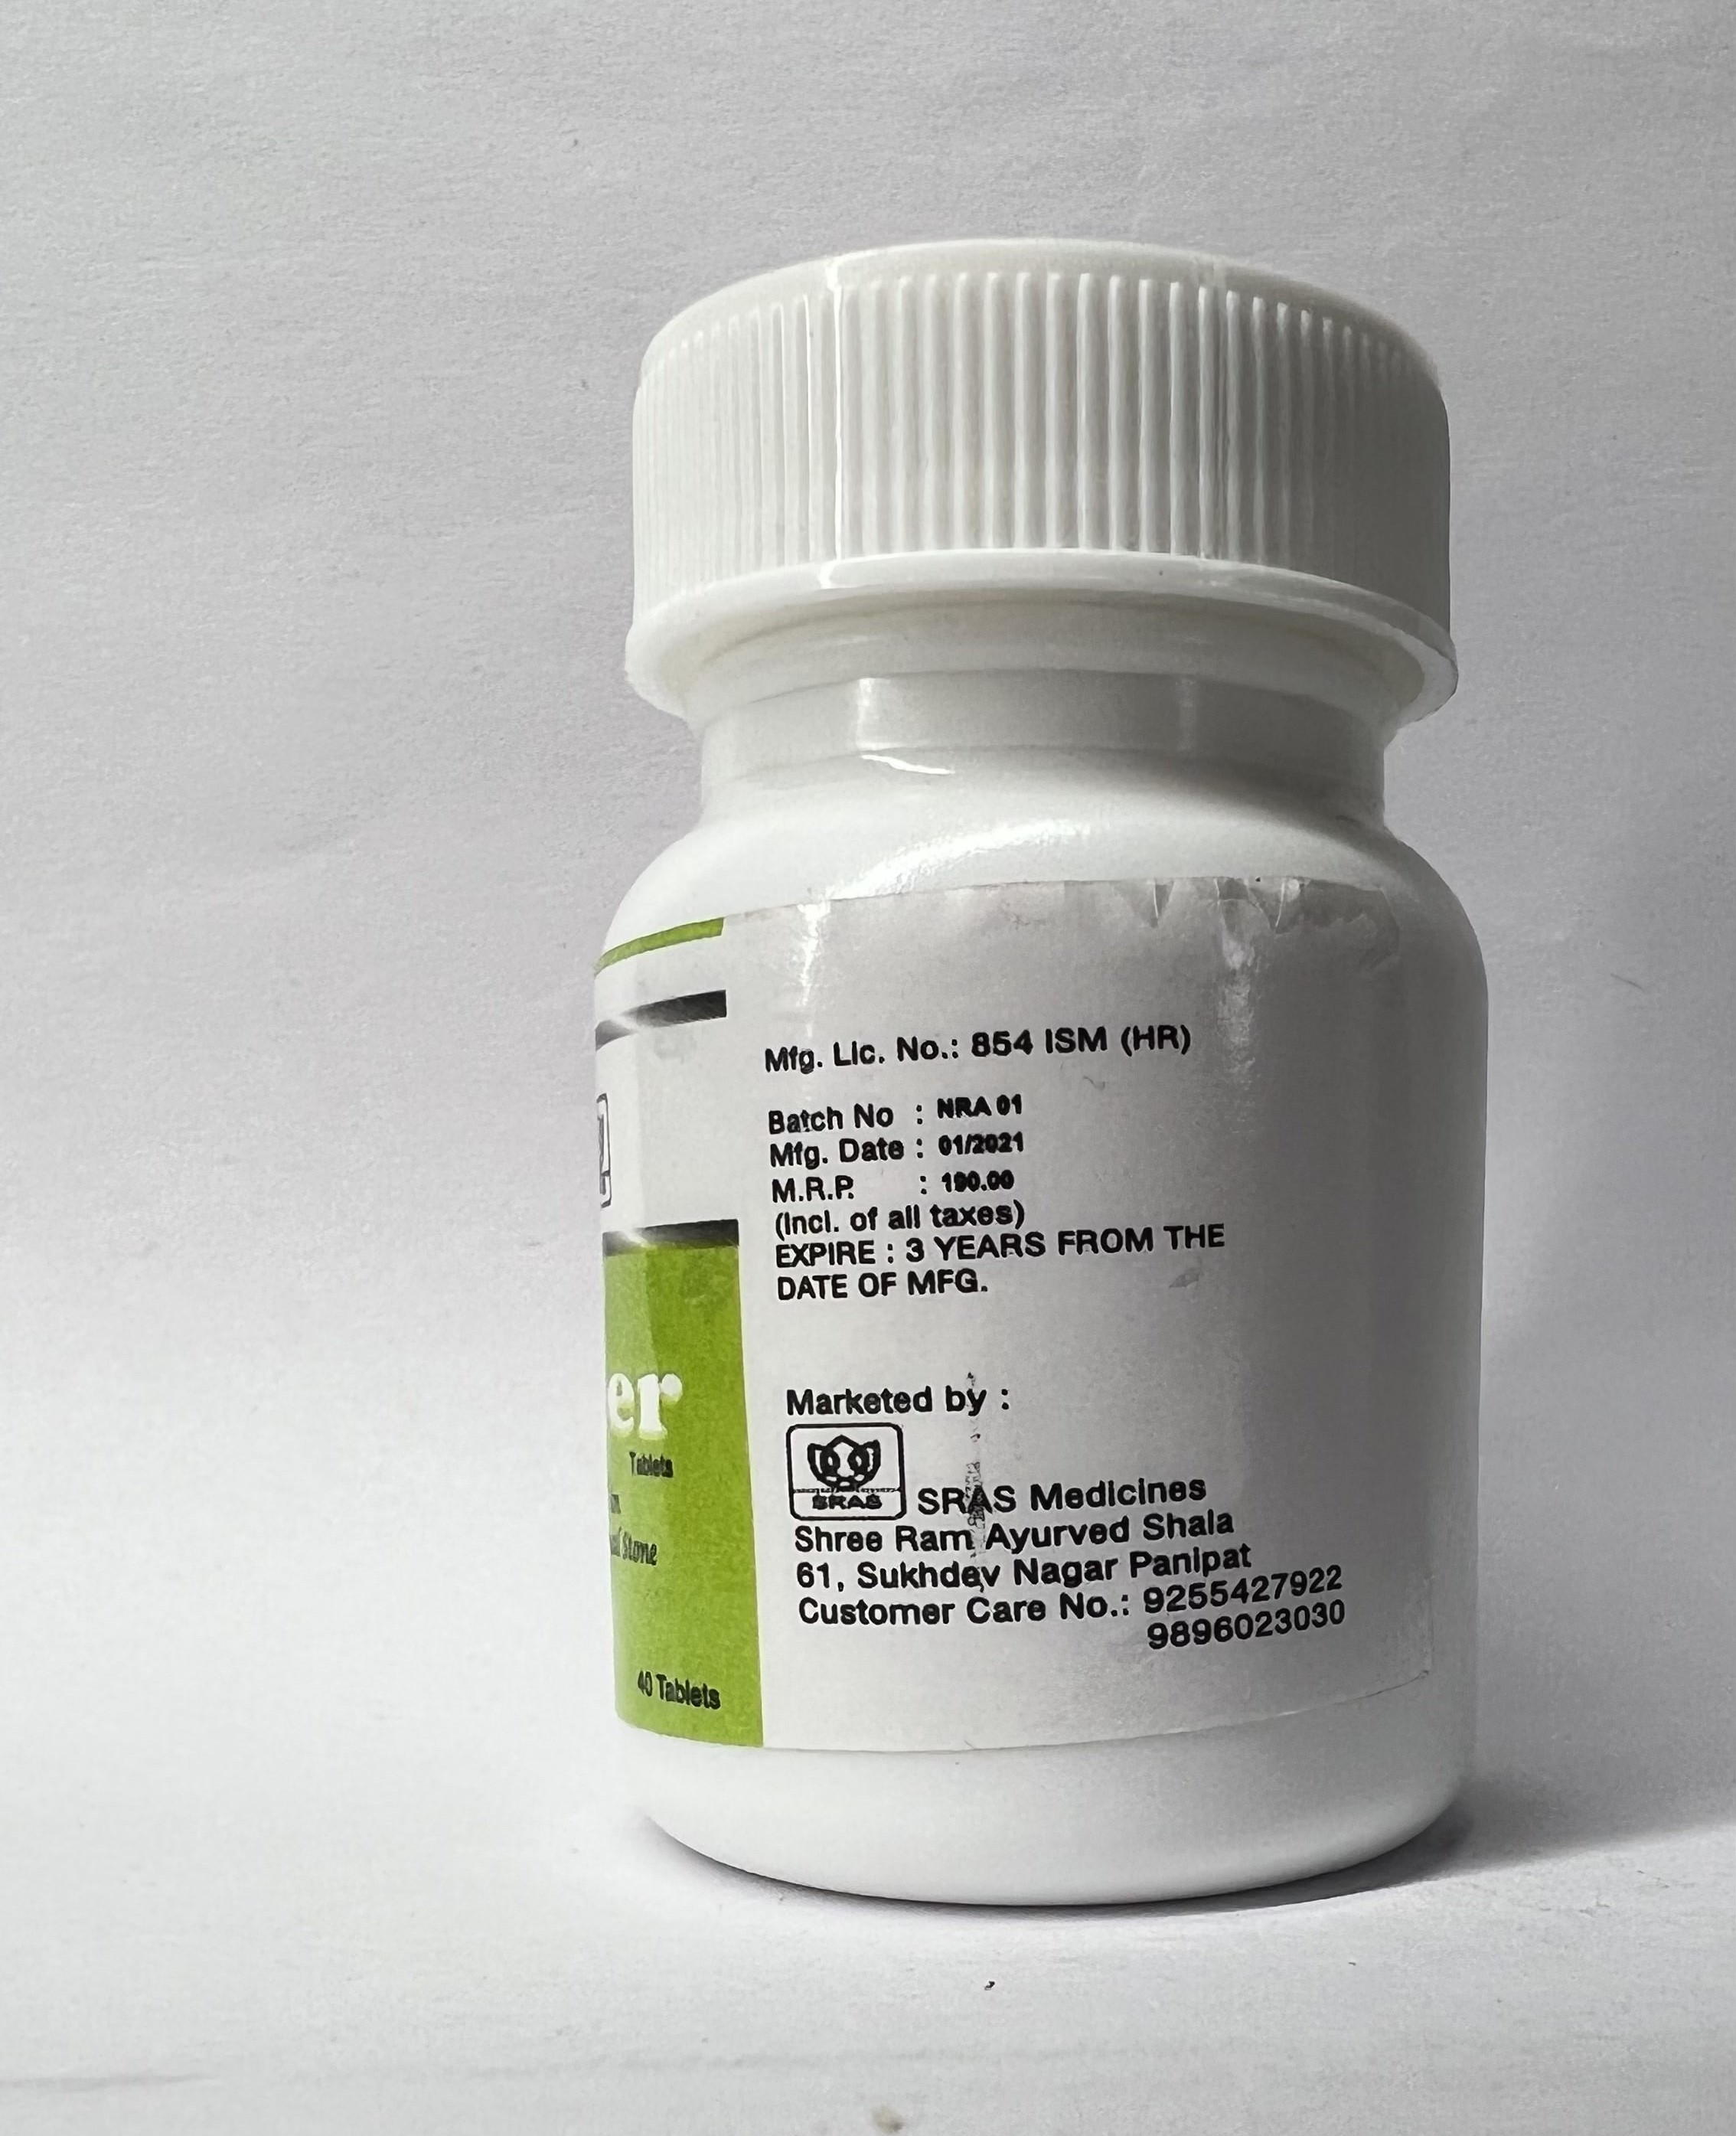 Mfg. Lic. No.: 854 ISM (HR)
Batch No : NRA 01
Mfg. Date : 01/2021
M.R.P. : 190.00
(Incl. of all taxes)
EXPIRE : 3 YEARS FROM THE
DATE OF MFG.
Marketed by :
SRAS
SRAS Medicines
Shree Ram Ayurved Shala
61, Sukhdev Nagar Panipat
Customer Care No.: 9255427922
9896023030
er
Tablets
Stone
40 Tablets